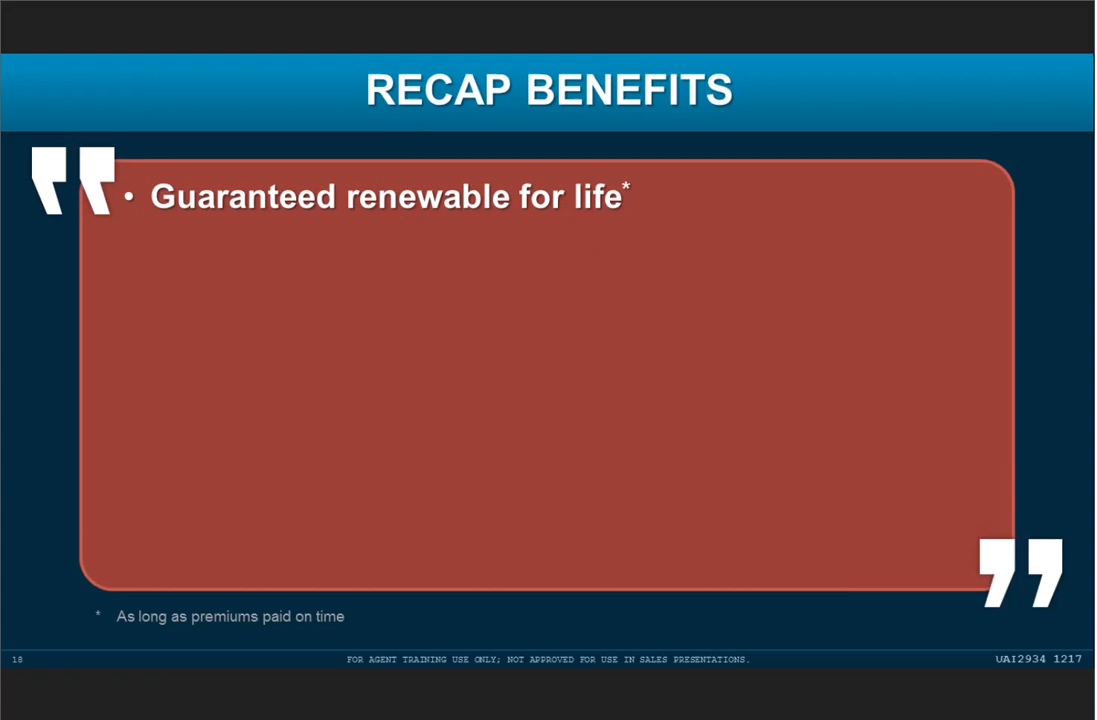 RECAP BENEFITS
• Guaranteed renewable for life*
* As long as premiums paid on time
18
FOR AGENT TRAINING USE ONLY; NOT APPROVED FOR USE IN SALES PRESENTATIONS.
UAI2934 1217